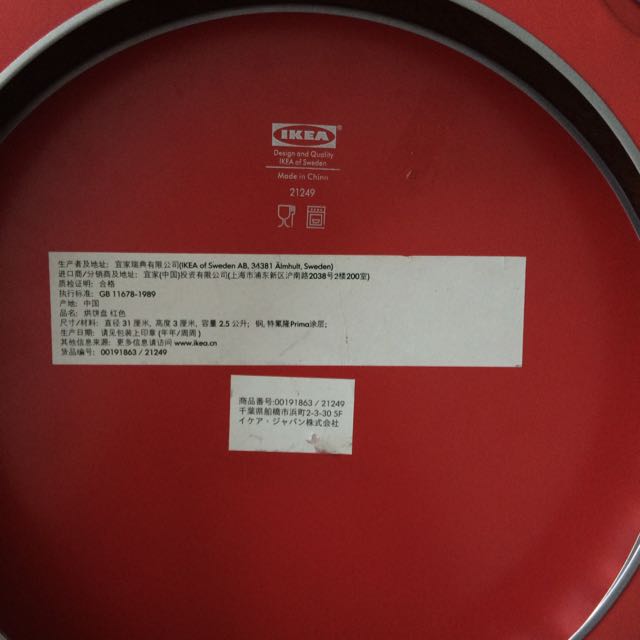 IKEA
Design and Quality
IKEA of Sweden
Made in China
21249
生产者及地址: 宜家瑞典有限公司(IKEA of Sweden AB, 34381 Älmhult, Sweden)
进口商/分销商及地址: 宜家(中国)投资有限公司(上海市浦东新区沪南路2038号2楼200室)
质检证明: 合格
执行标准: GB 11678-1989
产地: 中国
品名: 烘饼盘 红色
尺寸/材料: 直径 31 厘米, 高度 3 厘米, 容量 2.5 公升; 钢, 特氟隆Prima涂层;
生产日期: 请见包装上印章 (年年/周周)
其他信息来源: 更多信息请访问 www.ikea.cn
货品编号: 00191863 / 21249
商品番号:00191863 / 21249
千葉県船橋市浜町2-3-30 5F
イケア・ジャパン株式会社